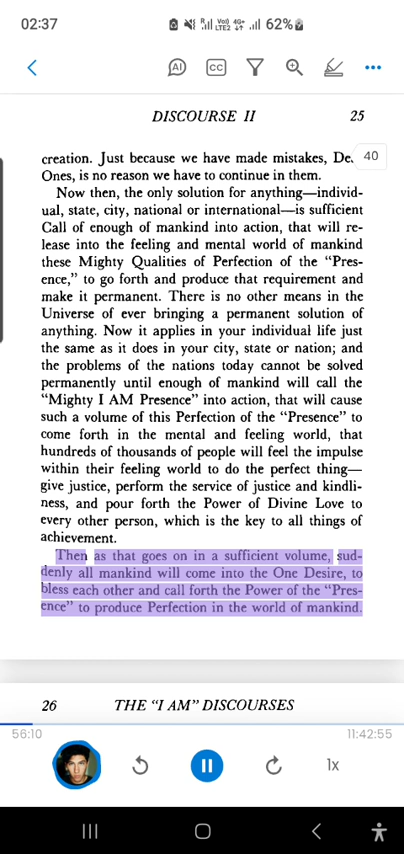 02:37
62%
AI CC
DISCOURSE II 25
40
creation. Just because we have made mistakes, De
Ones, is no reason we have to continue in them.
Now then, the only solution for anything—individ-
ual, state, city, national or international—is sufficient
Call of enough of mankind into action, that will re-
lease into the feeling and mental world of mankind
these Mighty Qualities of Perfection of the “Pres-
ence,” to go forth and produce that requirement and
make it permanent. There is no other means in the
Universe of ever bringing a permanent solution of
anything. Now it applies in your individual life just
the same as it does in your city, state or nation; and
the problems of the nations today cannot be solved
permanently until enough of mankind will call the
“Mighty I AM Presence” into action, that will cause
such a volume of this Perfection of the “Presence” to
come forth in the mental and feeling world, that
hundreds of thousands of people will feel the impulse
within their feeling world to do the perfect thing—
give justice, perform the service of justice and kindli-
ness, and pour forth the Power of Divine Love to
every other person, which is the key to all things of
achievement.
Then as that goes on in a sufficient volume, sud-
denly all mankind will come into the One Desire, to
bless each other and call forth the Power of the “Pres-
ence” to produce Perfection in the world of mankind.
26 THE “I AM” DISCOURSES
56:10 11:42:55
1x